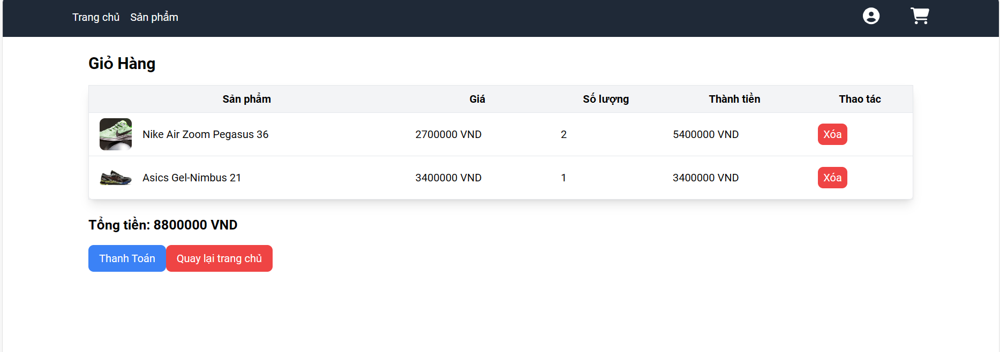 Trang chủ Sản phẩm
Giỏ Hàng
Sản phẩm Giá Số lượng Thành tiền Thao tác
Nike Air Zoom Pegasus 36 2700000 VND 2 5400000 VND Xóa
Asics Gel-Nimbus 21 3400000 VND 1 3400000 VND Xóa
Tổng tiền: 8800000 VND
Thanh Toán Quay lại trang chủ